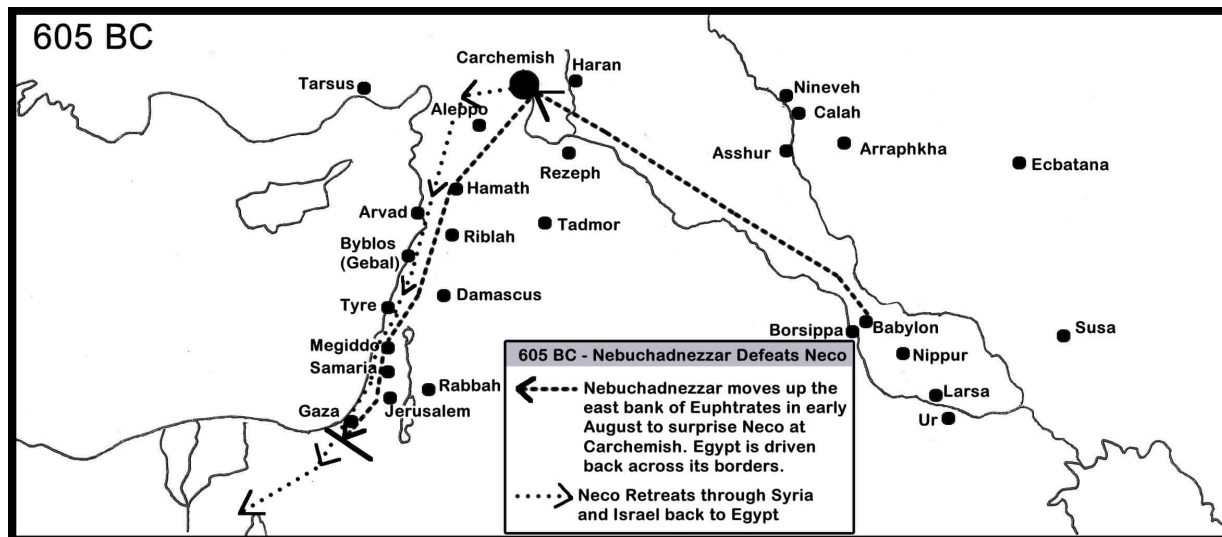 605 BC
Carchemish
Haran
Tarsus
Nineveh
Calah
Aleppo
Asshur
Arraphkha
Ecbatana
Rezeph
Hamath
Arvad
Tadmor
Riblah
Byblos
(Gebal)
Damascus
Tyre
Borsippa
Babylon
Susa
Megiddo
Nippur
Samaria
Rabbah
Larsa
Jerusalem
Gaza
Ur
605 BC - Nebuchadnezzar Defeats Neco
Nebuchadnezzar moves up the
east bank of Euphtrates in early
August to surprise Neco at
Carchemish. Egypt is driven
back across its borders.
Neco Retreats through Syria
and Israel back to Egypt